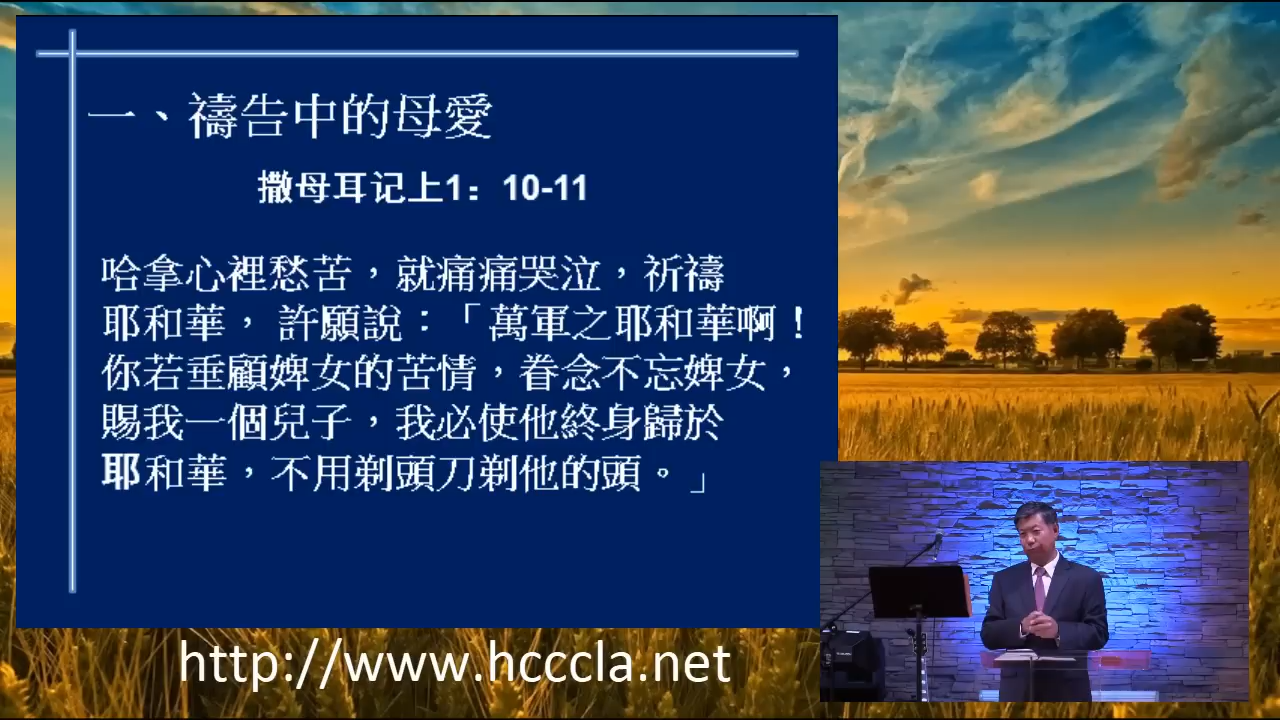 一、禱告中的母愛
撒母耳记上1：10-11
哈拿心裡愁苦，就痛痛哭泣，祈禱
耶和華， 許願說：「萬軍之耶和華啊！
你若垂顧婢女的苦情，眷念不忘婢女，
賜我一個兒子，我必使他終身歸於
耶和華，不用剃頭刀剃他的頭。」
http://www.hcccla.net